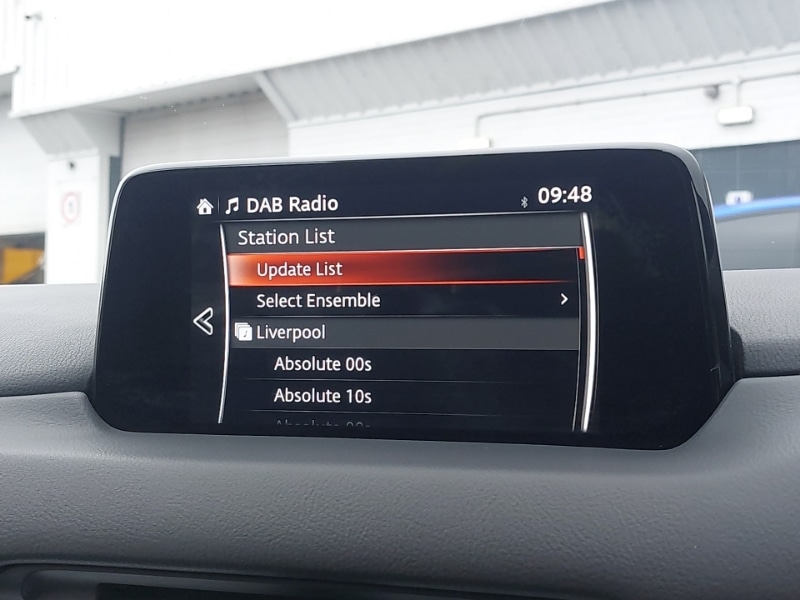 DAB Radio 09:48
Station List
Update List
Select Ensemble
Liverpool
Absolute 00s
Absolute 10s